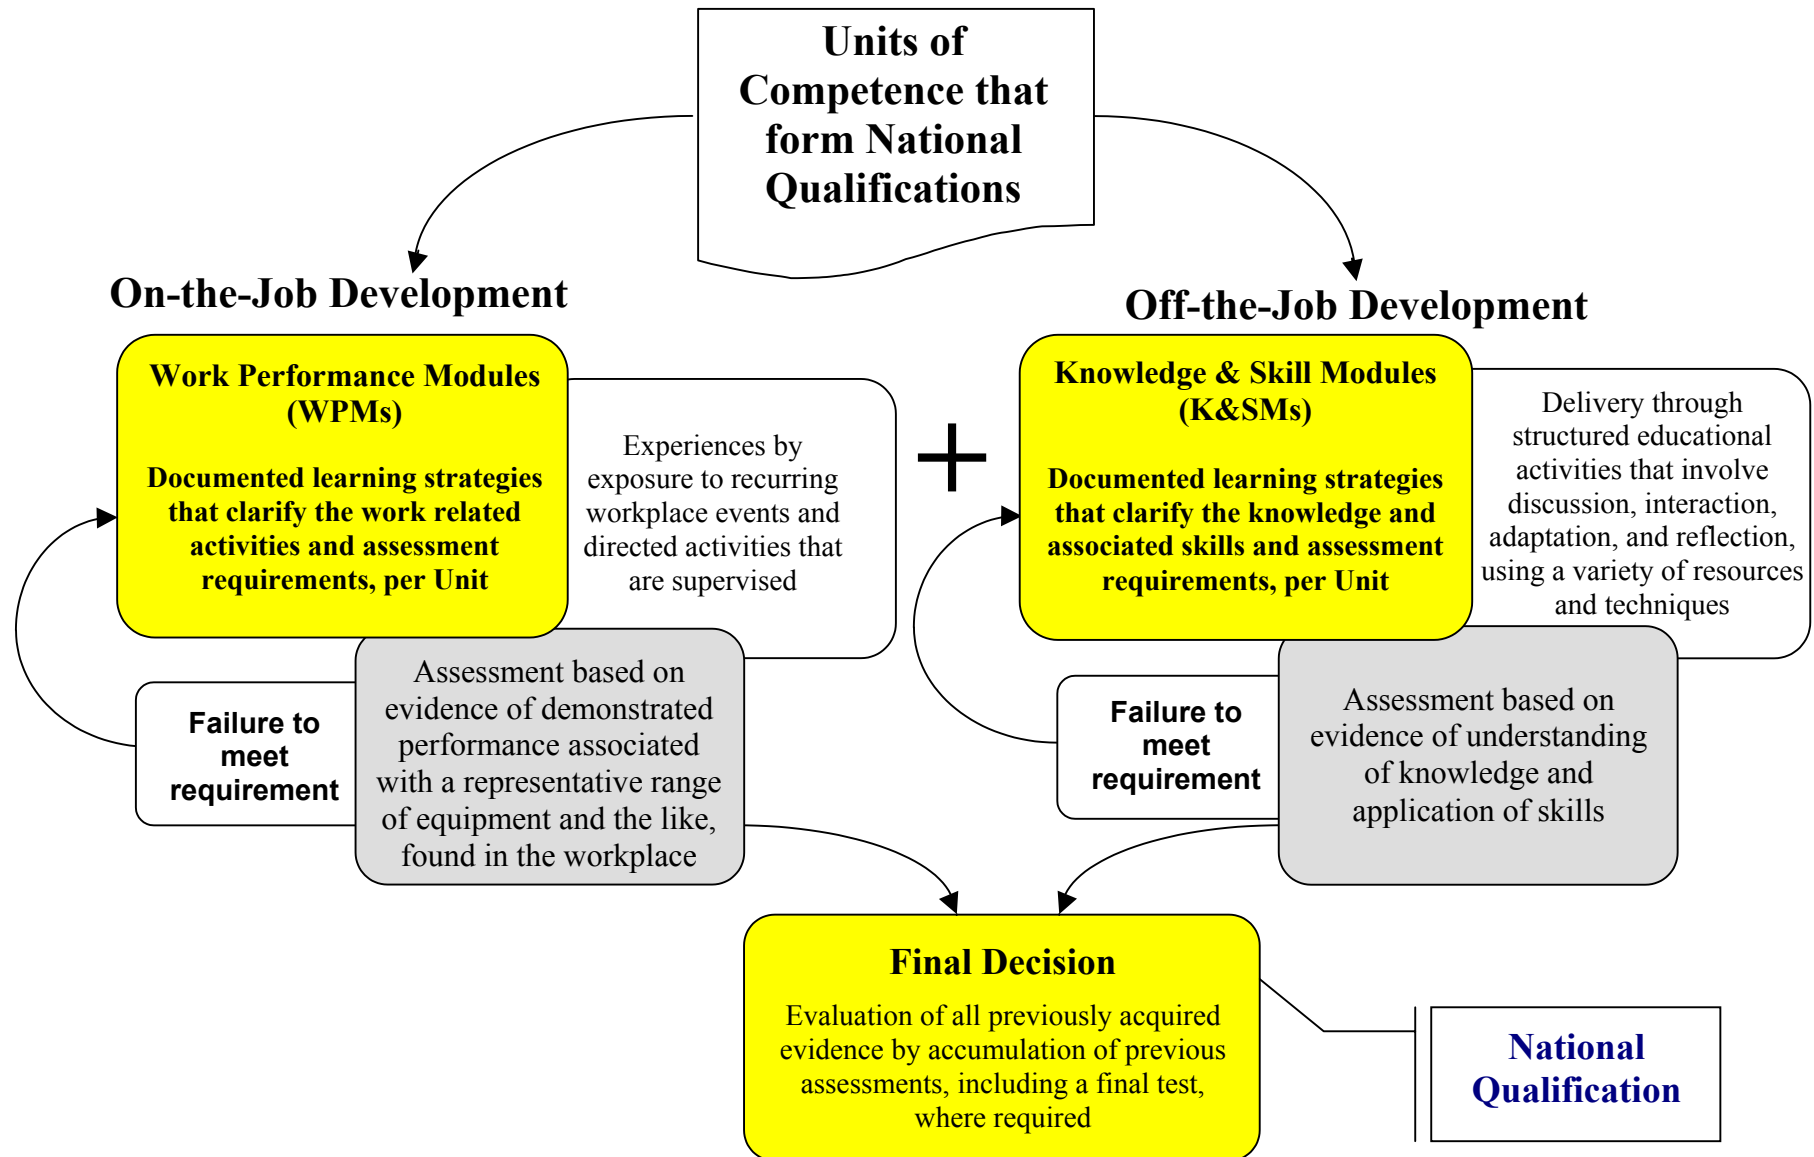 Units of
Competence that
form National
Qualifications
On-the-Job Development
Work Performance Modules
(WPMs)
Documented learning strategies
that clarify the work related
activities and assessment
requirements, per Unit
Experiences by
exposure to recurring
workplace events and
directed activities that
are supervised
Failure to
meet
requirement
Assessment based on
evidence of demonstrated
performance associated
with a representative range
of equipment and the like,
found in the workplace
+
Off-the-Job Development
Knowledge & Skill Modules
(K&SMs)
Documented learning strategies
that clarify the knowledge and
associated skills and assessment
requirements, per Unit
Delivery through
structured educational
activities that involve
discussion, interaction,
adaptation, and reflection,
using a variety of resources
and techniques
Failure to
meet
requirement
Assessment based on
evidence of understanding
of knowledge and
application of skills
Final Decision
Evaluation of all previously acquired
evidence by accumulation of previous
assessments, including a final test,
where required
National
Qualification